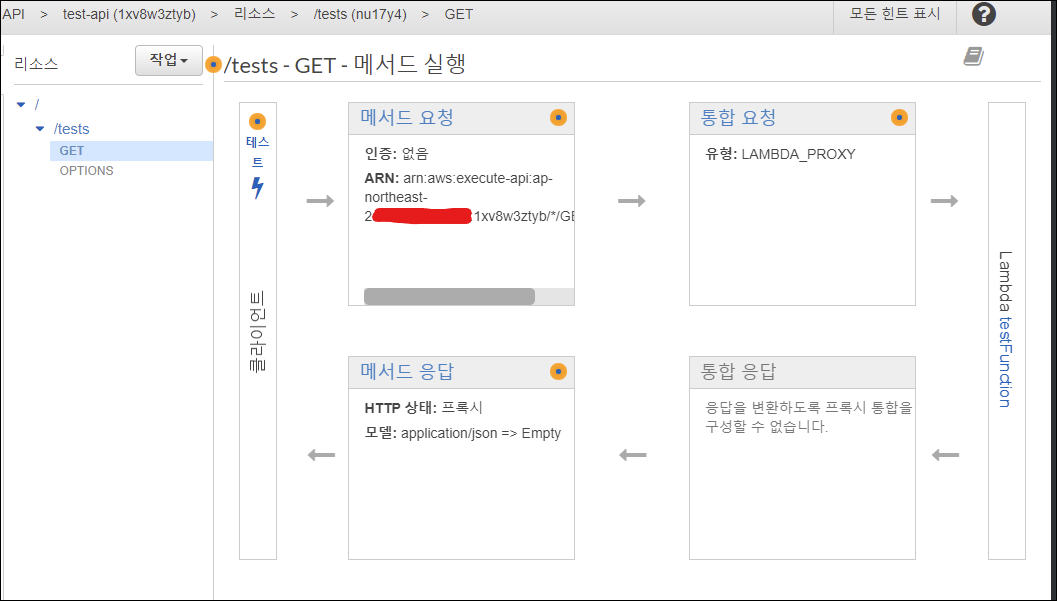 API > test-api (1xv8w3ztyb) > 리소스 > /tests (nu17y4) > GET 모든 힌트 표시 ?
리소스 작업
/tests - GET - 메서드 실행
/
/tests
GET
OPTIONS
테스
트
클라이언트
메서드 요청
인증: 없음
ARN: arn:aws:execute-api:ap-
northeast-
2 1xv8w3ztyb/*/GE
통합 요청
유형: LAMBDA_PROXY
Lambda testFunction
메서드 응답
HTTP 상태: 프록시
모델: application/json => Empty
통합 응답
응답을 변환하도록 프록시 통합을
구성할 수 없습니다.